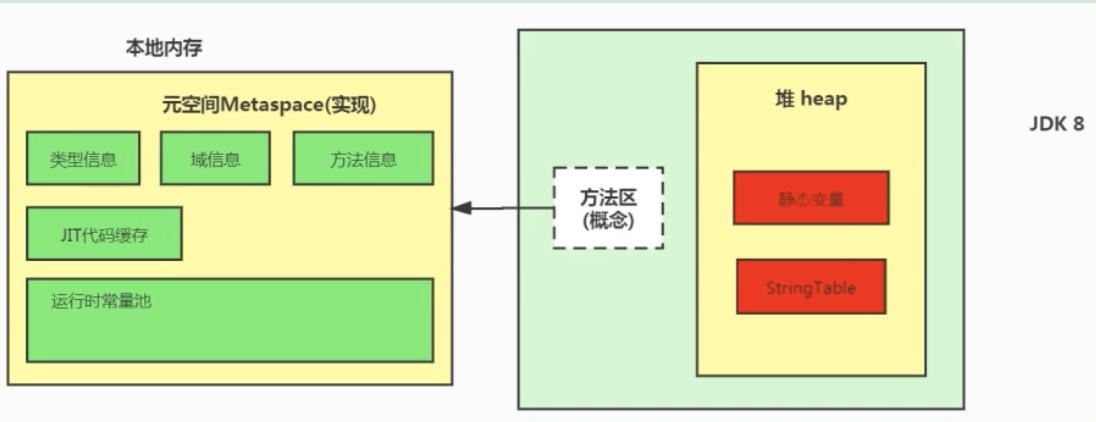 本地内存
元空间Metaspace(实现)
类型信息
域信息
方法信息
JIT代码缓存
运行时常量池
方法区
(概念)
堆 heap
静态变量
StringTable
JDK 8